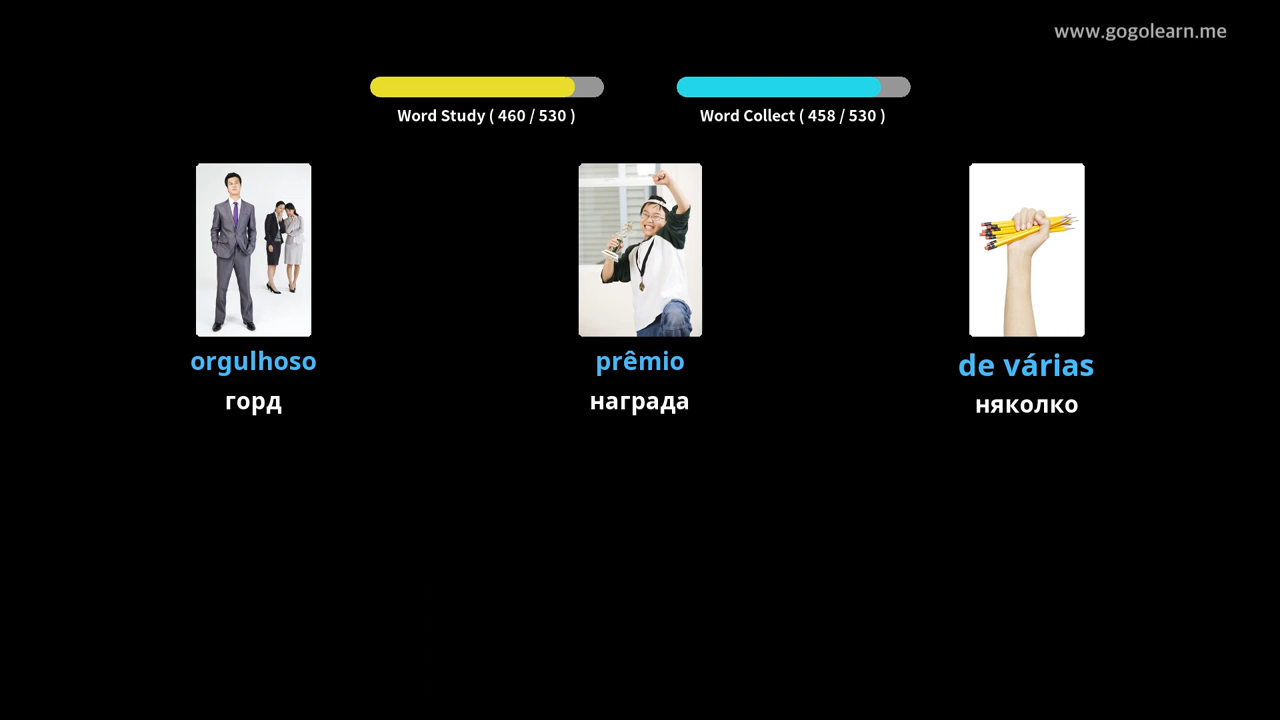 www.gogolearn.me
Word Study ( 460 / 530 )
Word Collect ( 458 / 530 )
orgulhoso
горд
prêmio
награда
de várias
няколко